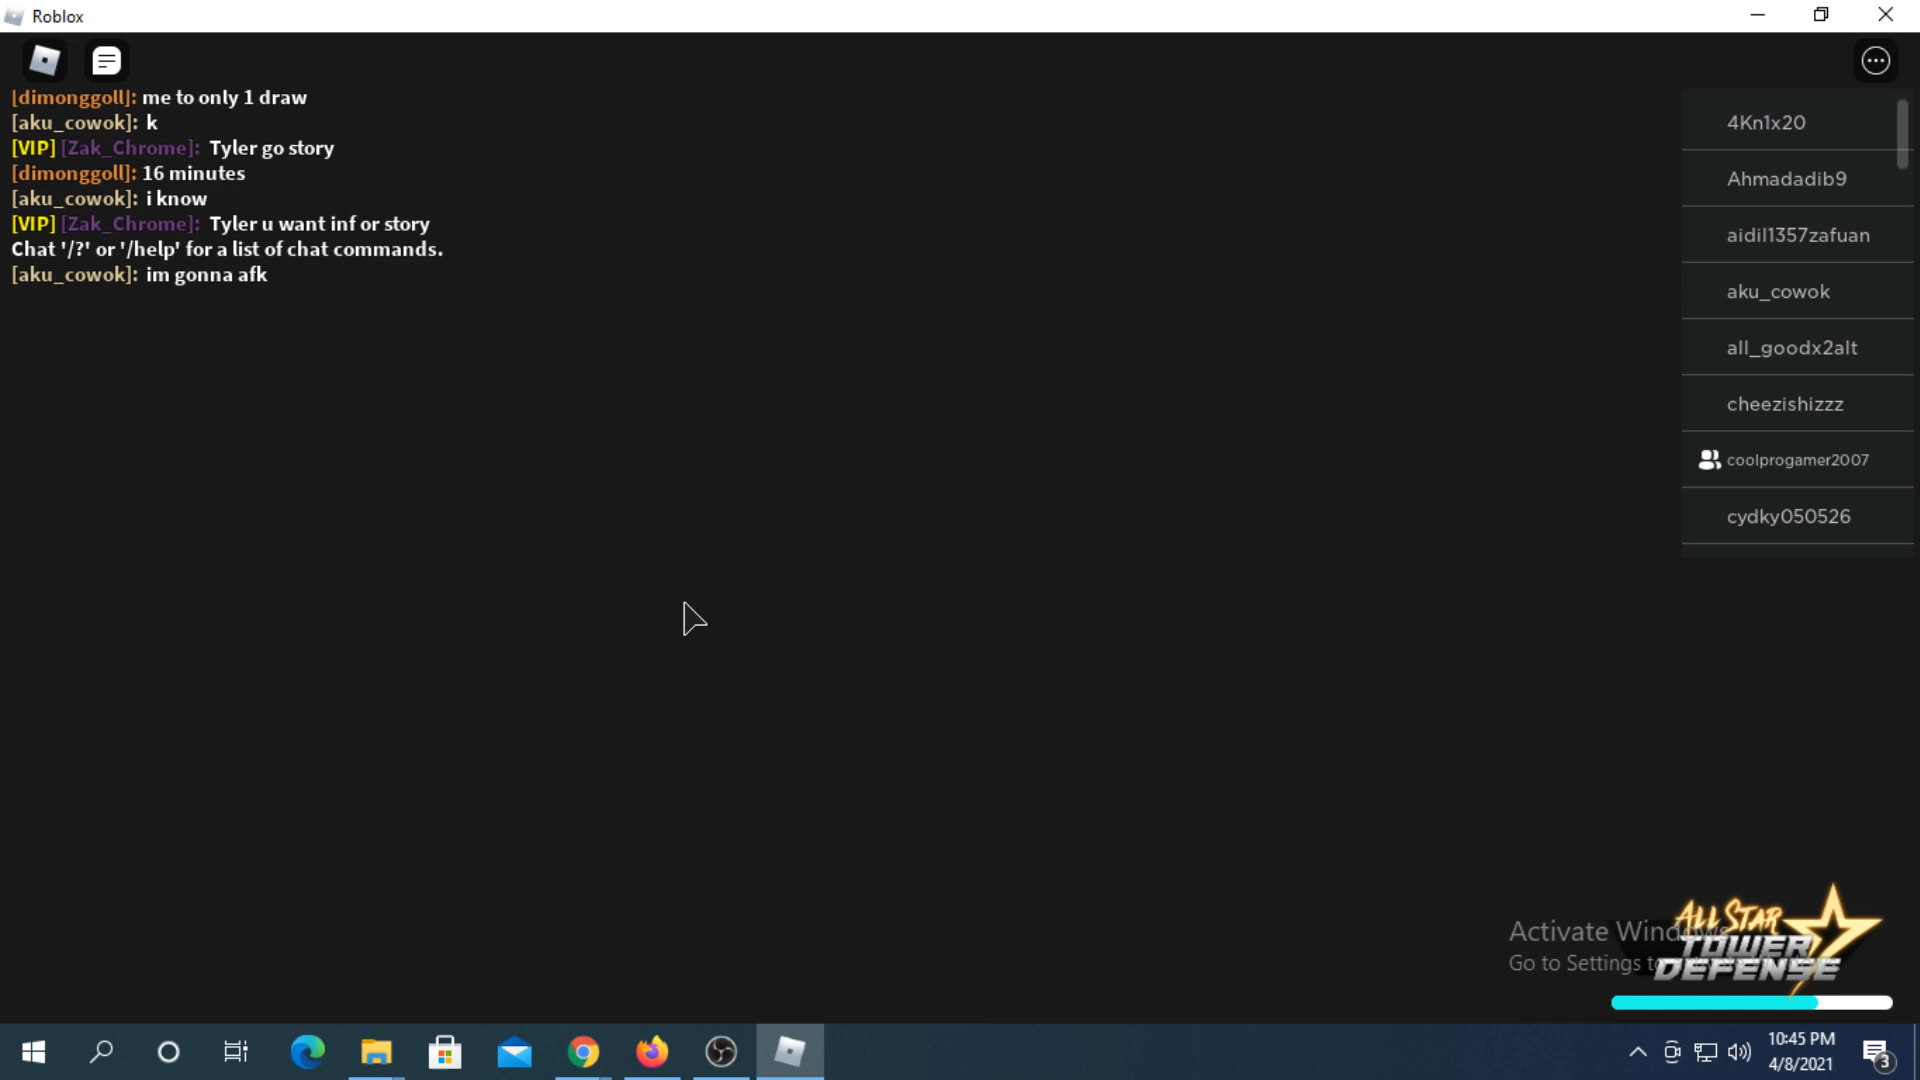 Roblox
[dimonggoll]: me to only 1 draw
[aku_cowok]: k
[VIP] [Zak_Chrome]: Tyler go story
[dimonggoll]: 16 minutes
[aku_cowok]: i know
[VIP] [Zak_Chrome]: Tyler u want inf or story
Chat '/?' or '/help' for a list of chat commands.
[aku_cowok]: im gonna afk
4Kn1x20
Ahmadadib9
aidil1357zafuan
aku_cowok
all_goodx2alt
cheezishizzz
coolprogamer2007
cydky050526
Activate Windows
Go to Settings to
ALL STAR
TOWER
DEFENSE
10:45 PM
4/8/2021
3